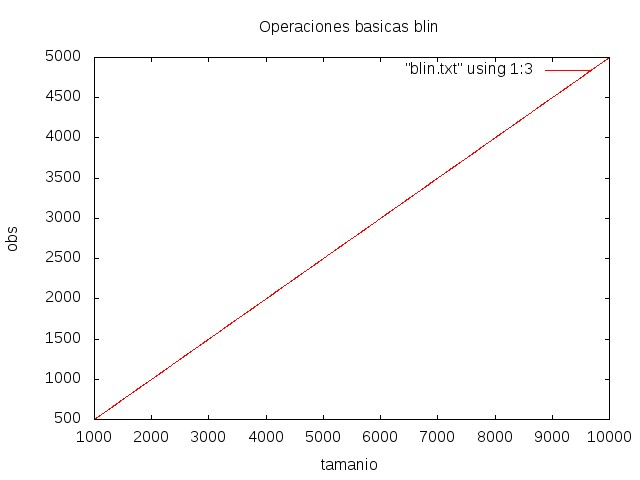 Operaciones basicas blin
"blin.txt" using 1:3
5000
4500
4000
3500
3000
2500
2000
1500
1000
500
obs
1000 2000 3000 4000 5000 6000 7000 8000 9000 10000
tamanio